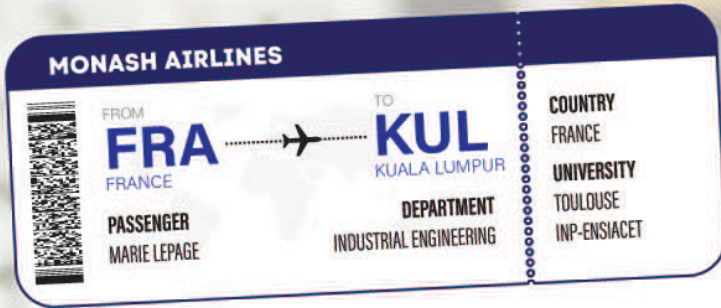 MONASH AIRLINES
FROM
FRA
FRANCE
TO
KUL
KUALA LUMPUR
PASSENGER
MARIE LEPAGE
DEPARTMENT
INDUSTRIAL ENGINEERING
COUNTRY
FRANCE
UNIVERSITY
TOULOUSE
INP-ENSIACET